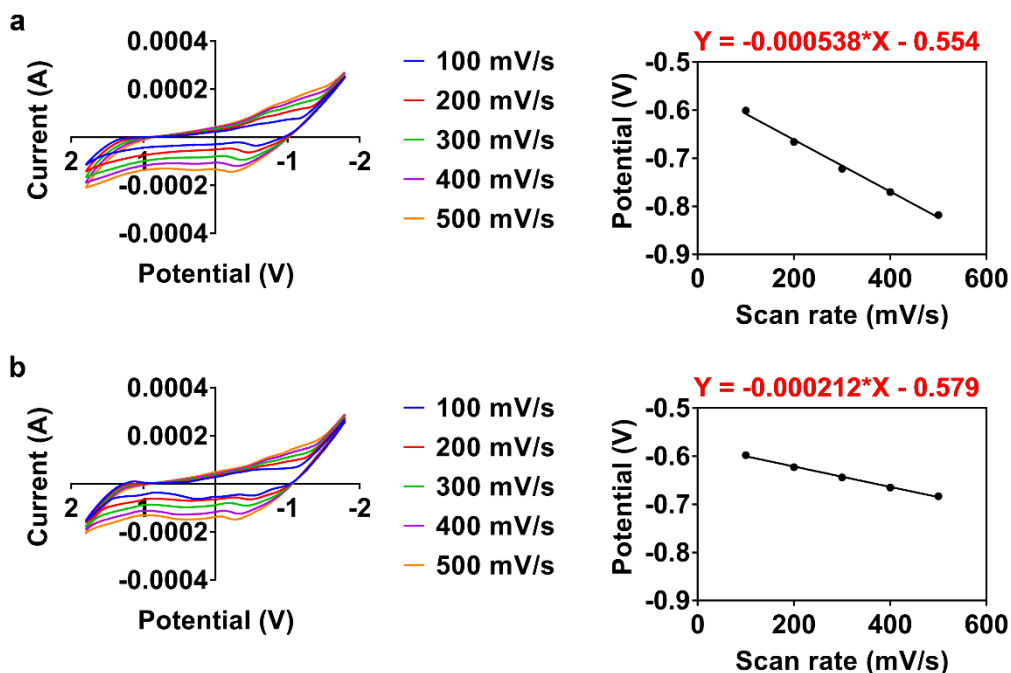 a
0.0004
0.0002
-0.0002
-0.0004
2
1
-1
-2
Current (A)
Potential (V)
100 mV/s
200 mV/s
300 mV/s
400 mV/s
500 mV/s
Y = -0.000538*X - 0.554
-0.5
-0.6
-0.7
-0.8
-0.9
0
200
400
600
Potential (V)
Scan rate (mV/s)
b
0.0004
0.0002
-0.0002
-0.0004
2
1
-1
-2
Current (A)
Potential (V)
100 mV/s
200 mV/s
300 mV/s
400 mV/s
500 mV/s
Y = -0.000212*X - 0.579
-0.5
-0.6
-0.7
-0.8
-0.9
0
200
400
600
Potential (V)
Scan rate (mV/s)